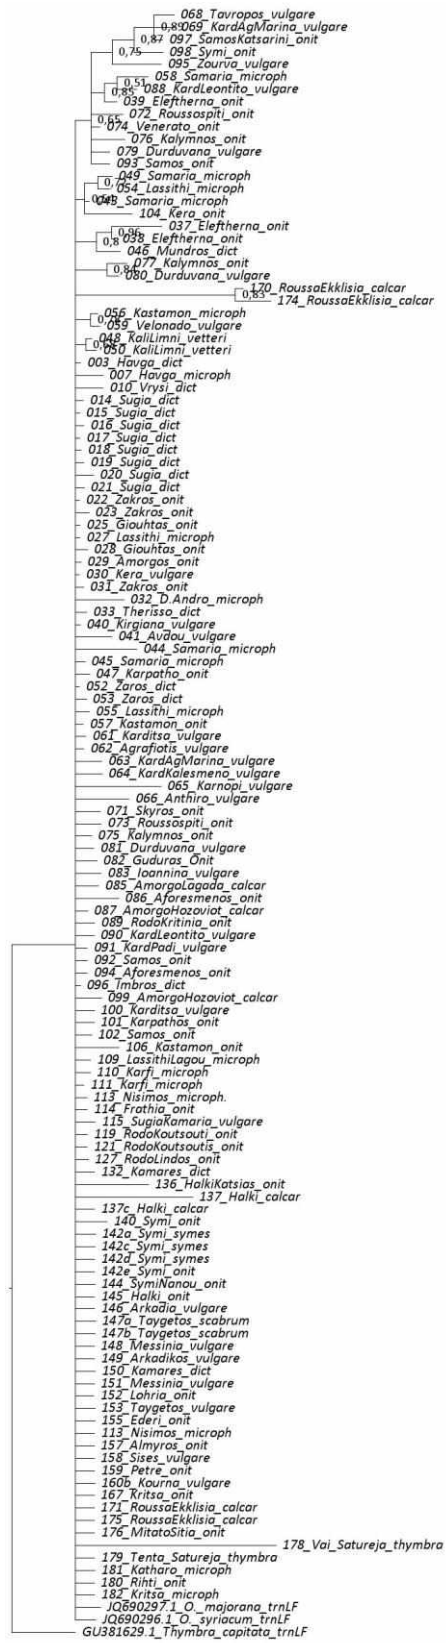 068_Tavropos_vulgare
0,89 069_KardAgMarina_vulgare
0,87 097_SamosKatsarini_onit
0,75 098_Symi_onit
095_Zourva_vulgare
0,51 058_Samaria_microph
0,85 088_KardLeontito_vulgare
039_Eleftherna_onit
072_Roussospiti_onit
0,65 074_Venerato_onit
076_Kalymnos_onit
079_Durduvana_vulgare
093_Samos_onit
049_Samaria_microph
054_Lassithi_microph
043_Samaria_microph
104_Kera_onit
037_Eleftherna_onit
0,96
0,8 038_Eleftherna_onit
046_Mundros_dict
077_Kalymnos_onit
0,84 080_Durduvana_vulgare
170_RoussaEkklisia_calcar
0,83 174_RoussaEkklisia_calcar
056_Kastamon_microph
059_Velonado_vulgare
048_KaliLimni_vetteri
050_KaliLimni_vetteri
003_Havga_dict
007_Havga_microph
010_Vrysi_dict
014_Sugia_dict
015_Sugia_dict
016_Sugia_dict
017_Sugia_dict
018_Sugia_dict
019_Sugia_dict
020_Sugia_dict
021_Sugia_dict
022_Zakros_onit
023_Zakros_onit
025_Giouhtas_onit
027_Lassithi_microph
028_Giouhtas_onit
029_Amorgos_onit
030_Kera_vulgare
031_Zakros_onit
032_D.Andro_microph
033_Therisso_dict
040_Kirgiana_vulgare
041_Avdou_vulgare
044_Samaria_microph
045_Samaria_microph
047_Karpatho_onit
052_Zaros_dict
053_Zaros_dict
055_Lassithi_microph
057_Kastamon_onit
061_Karditsa_vulgare
062_Agrafiotis_vulgare
063_KardAgMarina_vulgare
064_KardKalesmeno_vulgare
065_Karnopi_vulgare
066_Anthiro_vulgare
071_Skyros_onit
073_Roussospiti_onit
075_Kalymnos_onit
081_Durduvana_vulgare
082_Guduras_Onit
083_Ioannina_vulgare
085_AmorgoLagada_calcar
086_Aforesmenos_onit
087_AmorgoHozoviot_calcar
089_RodoKritinia_onit
090_KardLeontito_vulgare
091_KardPadi_vulgare
092_Samos_onit
094_Aforesmenos_onit
096_Imbros_dict
099_AmorgoHozoviot_calcar
100_Karditsa_vulgare
101_Karpathos_onit
102_Samos_onit
106_Kastamon_onit
109_LassithiLagou_microph
110_Karfi_microph
111_Karfi_microph
113_Nisimos_microph.
114_Frathia_onit
115_SugiaKamaria_vulgare
119_RodoKoutsouti_onit
121_RodoKoutsoutis_onit
127_RodoLindos_onit
132_Kamares_dict
136_HalkiKatsias_onit
137_Halki_calcar
137c_Halki_calcar
140_Symi_onit
142a_Symi_symes
142c_Symi_symes
142d_Symi_symes
142e_Symi_onit
144_SymiNanou_onit
145_Halki_onit
146_Arkadia_vulgare
147a_Taygetos_scabrum
147b_Taygetos_scabrum
148_Messinia_vulgare
149_Arkadikos_vulgare
150_Kamares_dict
151_Messinia_vulgare
152_Lohria_onit
153_Taygetos_vulgare
155_Ederi_onit
113_Nisimos_microph
157_Almyros_onit
158_Sises_vulgare
159_Petre_onit
160b_Kourna_vulgare
167_Kritsa_onit
171_RoussaEkklisia_calcar
175_RoussaEkklisia_calcar
176_MitatoSitia_onit
178_Vai_Satureja_thymbra
179_Tenta_Satureja_thymbra
181_Katharo_microph
180_Rihti_onit
182_Kritsa_microph
JQ690297.1_O._majorana_trnLF
JQ690296.1_O._syriacum_trnLF
GU381629.1_Thymbra_capitata_trnLF